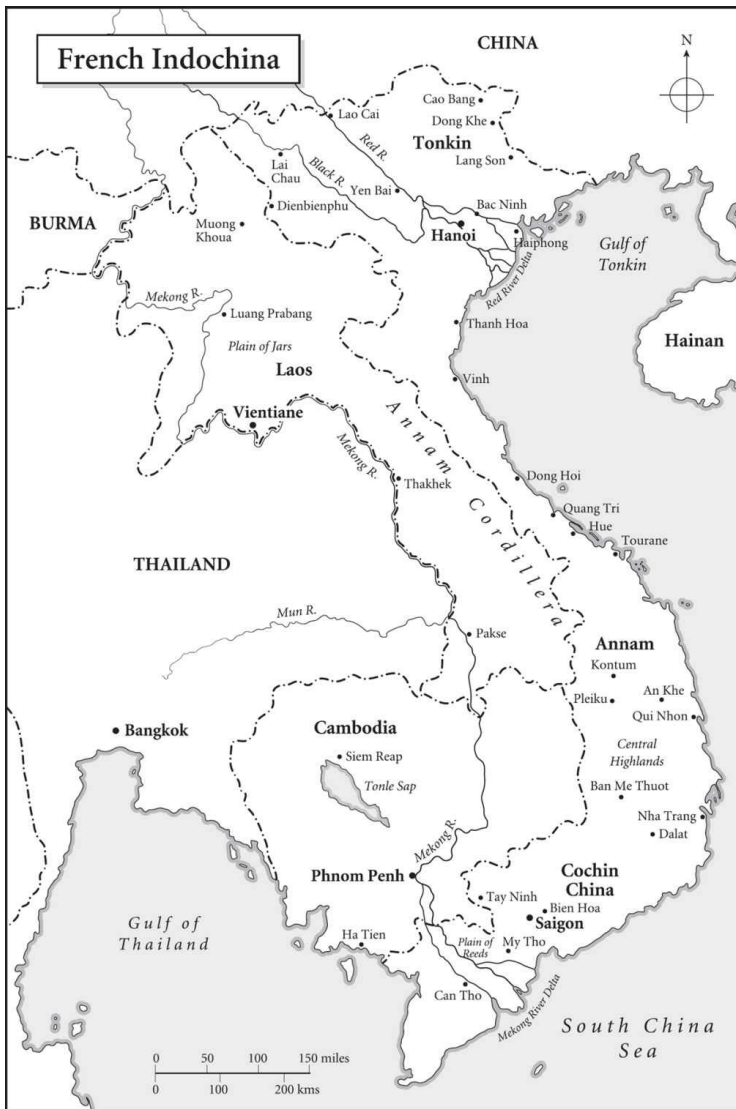 French Indochina
CHINA
N
Cao Bang
Lao Cai
Dong Khe
Tonkin
Red R.
Lang Son
Lai
Chau
Black R.
Yen Bai
Bac Ninh
BURMA
Dienbienphu
Muong
Khoua
Hanoi
Haiphong
Gulf of
Tonkin
Red River Delta
Mekong R.
Luang Prabang
Thanh Hoa
Plain of Jars
Hainan
Laos
Vinh
Vientiane
Annam Cordillera
Mekong R.
Thakhek
Dong Hoi
Quang Tri
Hue
Tourane
THAILAND
Mun R.
Pakse
Annam
Kontum
Pleiku
An Khe
Qui Nhon
Bangkok
Cambodia
Siem Reap
Central
Highlands
Tonle Sap
Ban Me Thuot
Nha Trang
Dalat
Mekong R.
Phnom Penh
Cochin
China
Tay Ninh
Bien Hoa
Saigon
Gulf of
Thailand
Ha Tien
Plain of
Reeds
My Tho
Can Tho
Mekong River Delta
South China
Sea
0 50 100 150 miles
0 100 200 kms